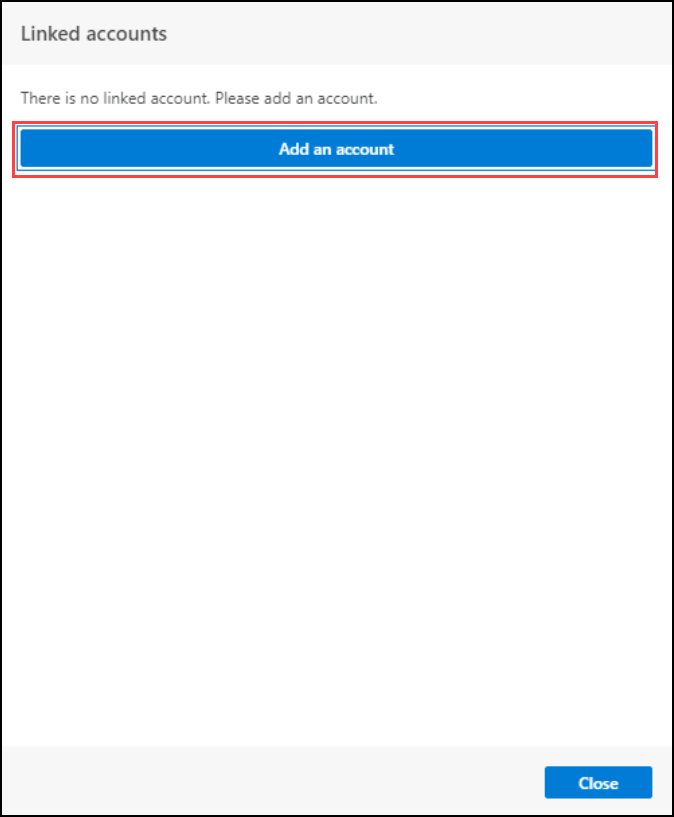 Linked accounts
There is no linked account. Please add an account.
Add an account
Close